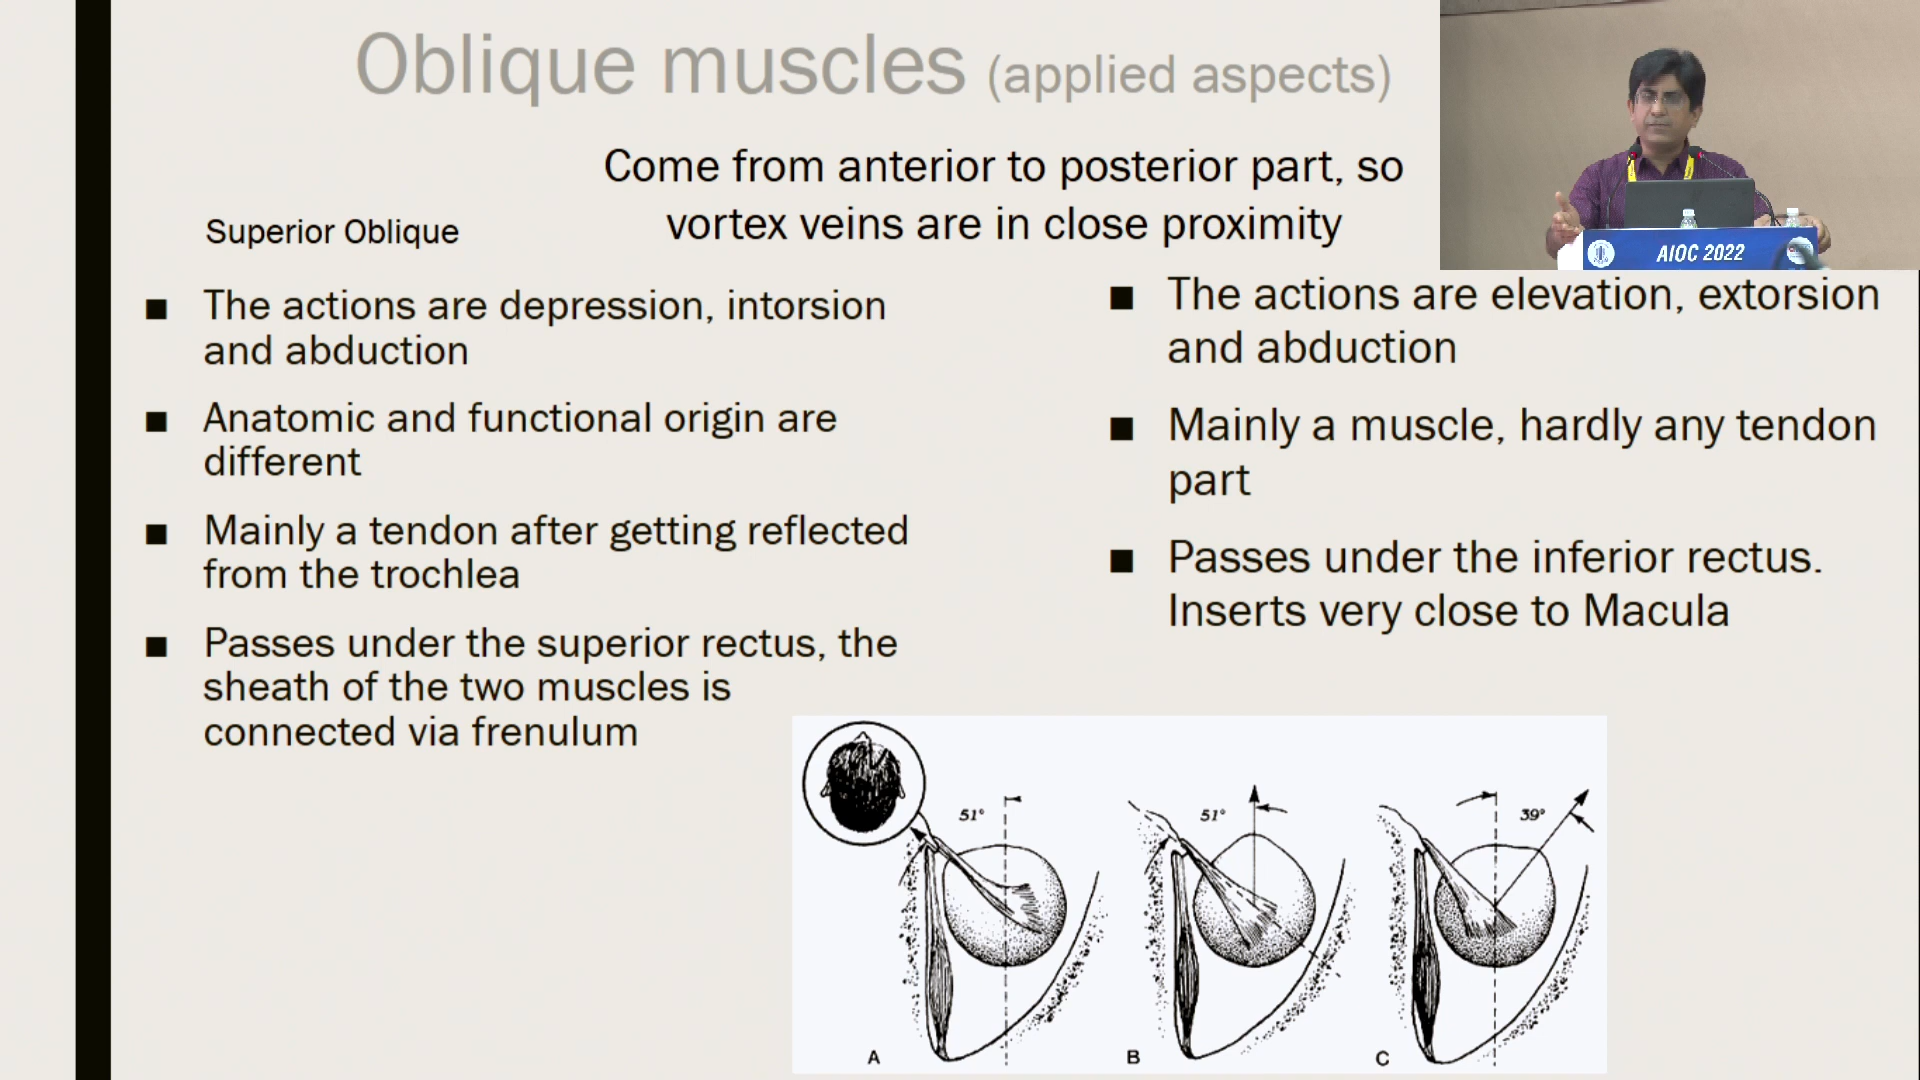 Oblique muscles (applied aspects)
Come from anterior to posterior part, so
vortex veins are in close proximity
Superior Oblique
■ The actions are depression, intorsion
and abduction
■ Anatomic and functional origin are
different
■ Mainly a tendon after getting reflected
from the trochlea
■ Passes under the superior rectus, the
sheath of the two muscles is
connected via frenulum
AIOC 2022
■ The actions are elevation, extorsion
and abduction
■ Mainly a muscle, hardly any tendon
part
■ Passes under the inferior rectus.
Inserts very close to Macula
51°
51°
39°
A
B
C